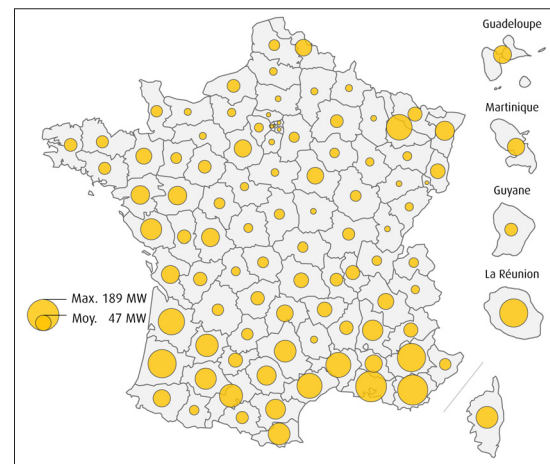 Guadeloupe
Martinique
Guyane
La Réunion
Max. 189 MW
Moy. 47 MW